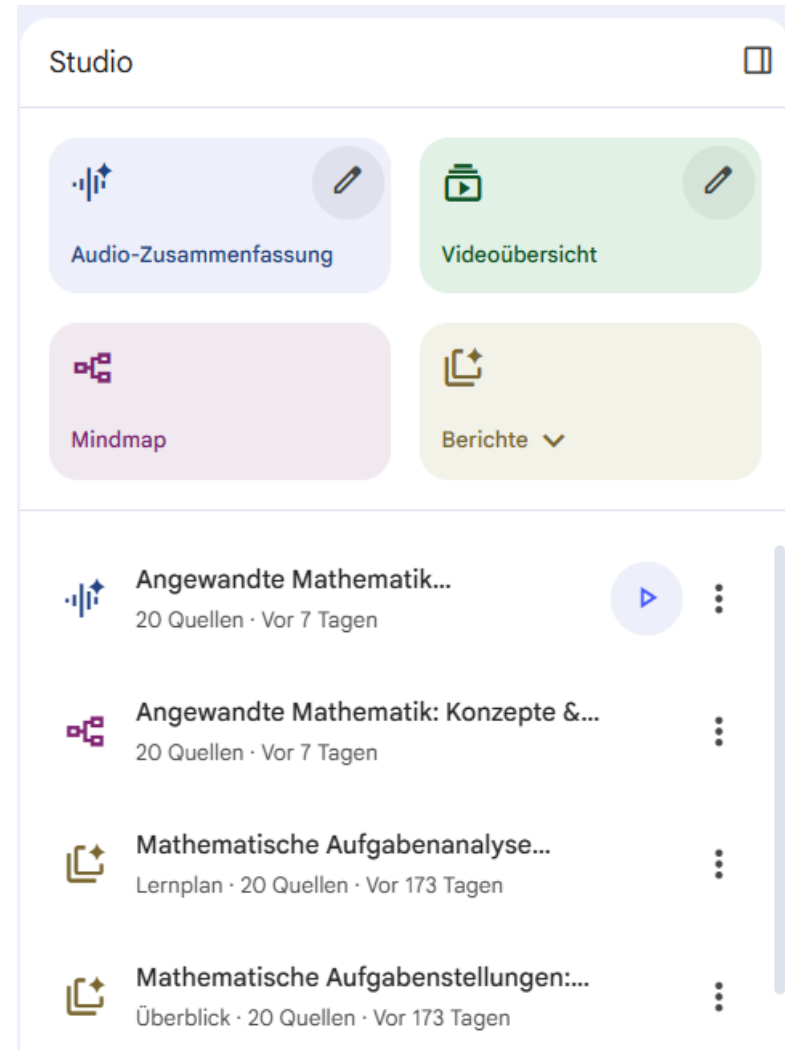 Studio
Audio-Zusammenfassung
Videoübersicht
Mindmap
Berichte
Angewandte Mathematik...
20 Quellen · Vor 7 Tagen
Angewandte Mathematik: Konzepte &...
20 Quellen · Vor 7 Tagen
Mathematische Aufgabenanalyse...
Lernplan · 20 Quellen · Vor 173 Tagen
Mathematische Aufgabenstellungen:...
Überblick · 20 Quellen · Vor 173 Tagen